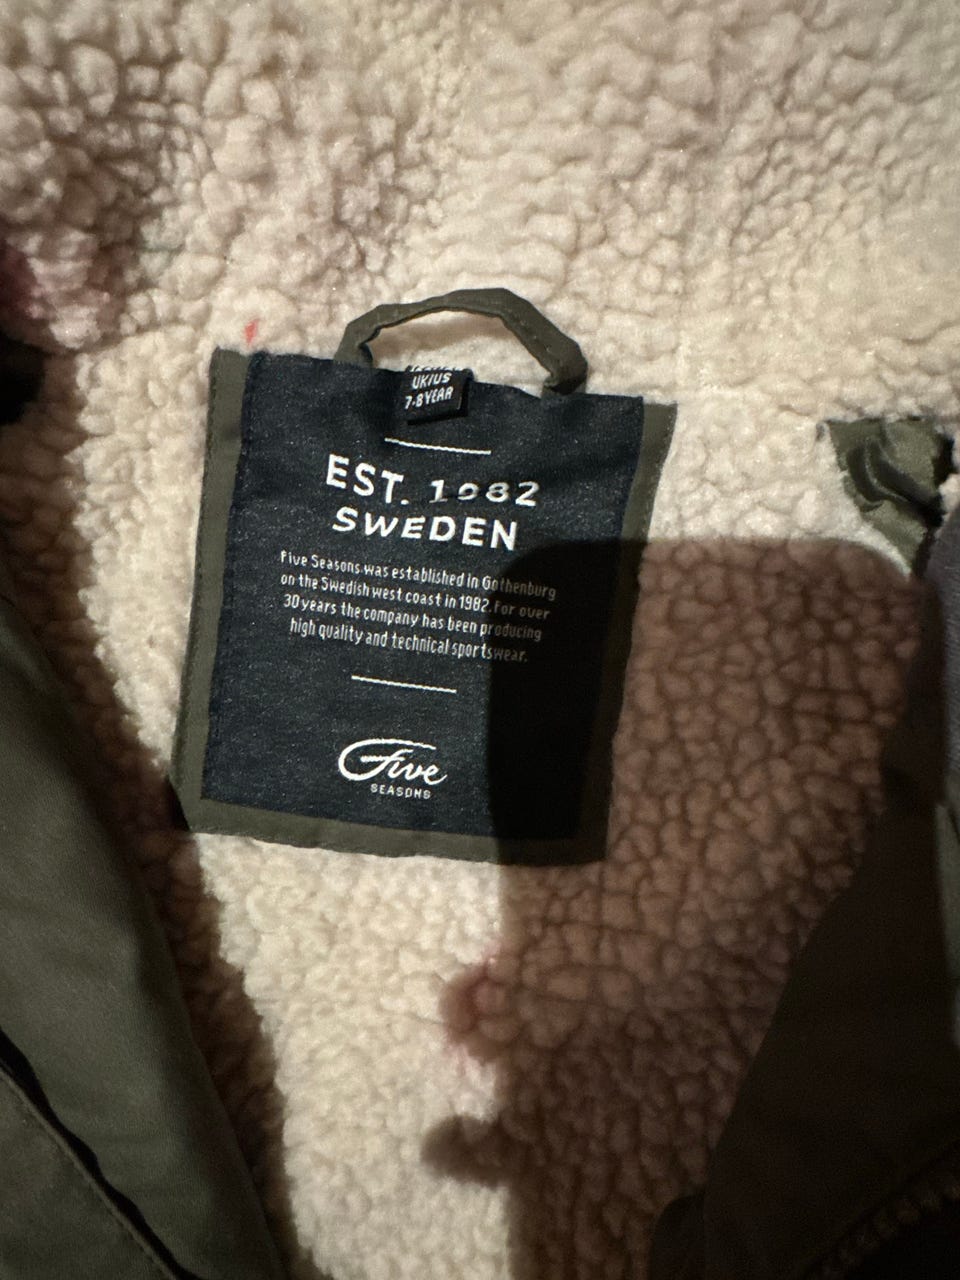 UK/US
7-8 YEAR
EST. 1982
SWEDEN
Five Seasons was established in Gothenburg
on the Swedish west coast in 1982. For over
30 years the company has been producing
high quality and technical sportswear.
Five
SEASONS